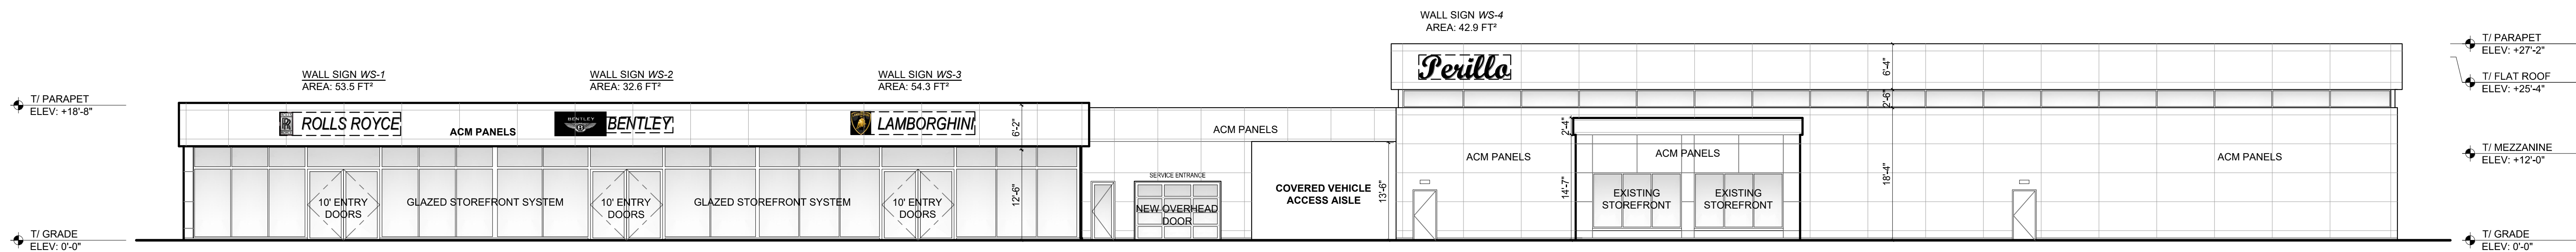 WALL SIGN WS-4
AREA: 42.9 FT²
T/ PARAPET
ELEV: +27'-2"
Perillo
6'-4"
WALL SIGN WS-1
AREA: 53.5 FT²
WALL SIGN WS-2
AREA: 32.6 FT²
WALL SIGN WS-3
AREA: 54.3 FT²
T/ FLAT ROOF
ELEV: +25'-4"
T/ PARAPET
ELEV: +18'-8"
2'-6"
ROLLS ROYCE
ACM PANELS
BENTLEY
BENTLEY
LAMBORGHINI
6'-2"
ACM PANELS
2'-4"
ACM PANELS
ACM PANELS
ACM PANELS
T/ MEZZANINE
ELEV: +12'-0"
SERVICE ENTRANCE
18'-4"
14'-7"
13'-6"
12'-6"
COVERED VEHICLE
ACCESS AISLE
EXISTING
STOREFRONT
EXISTING
STOREFRONT
10' ENTRY
DOORS
GLAZED STOREFRONT SYSTEM
10' ENTRY
DOORS
GLAZED STOREFRONT SYSTEM
10' ENTRY
DOORS
NEW OVERHEAD
DOOR
T/ GRADE
ELEV: 0'-0"
T/ GRADE
ELEV: 0'-0"